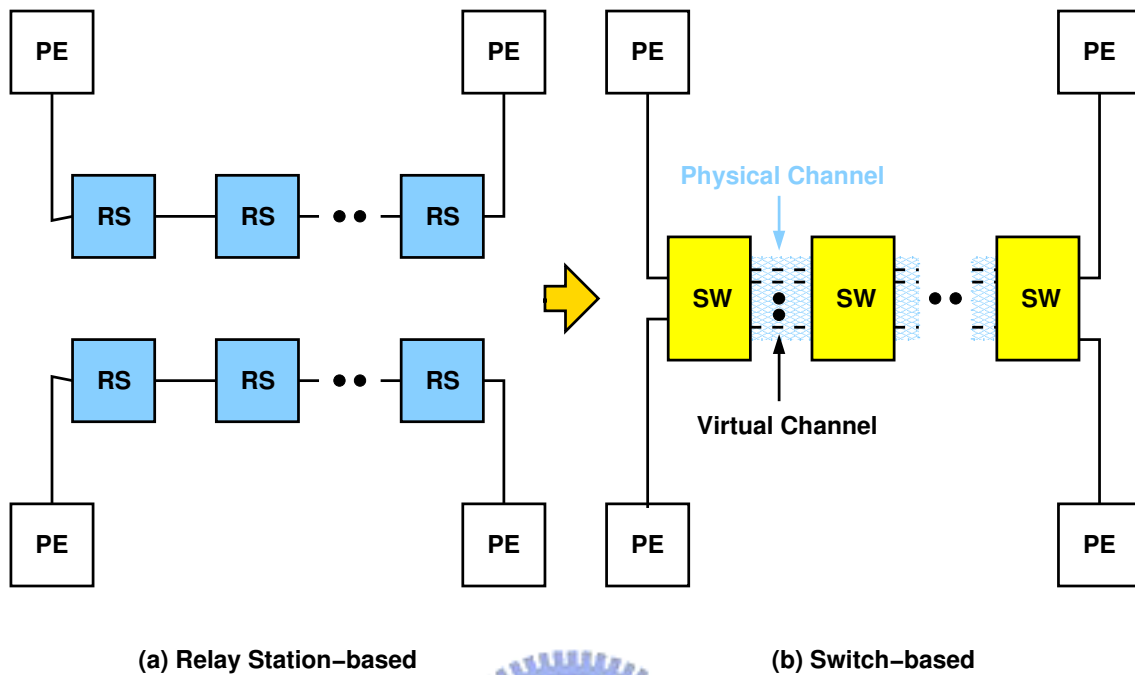 PE
PE
PE
PE
Physical Channel
RS
RS
RS
SW
SW
SW
RS
RS
RS
Virtual Channel
PE
PE
PE
PE
(a) Relay Station−based
(b) Switch−based